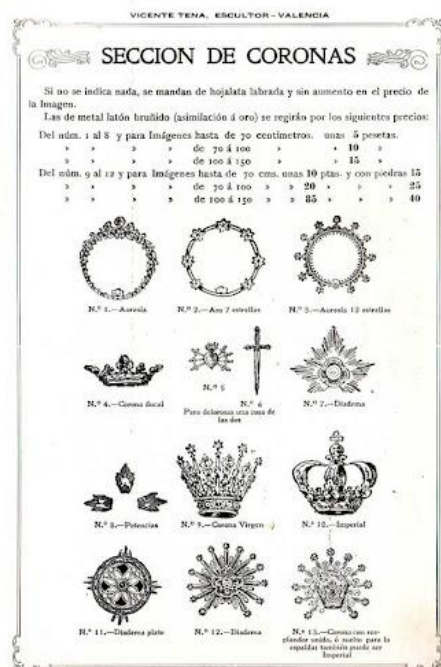 VICENTE TENA, ESCULTOR-VALENCIA
SECCION DE CORONAS
Si no se indica nada, se mandan de hojalata labrada y sin aumento en el precio de
la Imagen.
Las de metal latón bruñido (asimilación á oro) se regirán por los siguientes precios:
Del núm. 1 al 8 y para Imágenes hasta de 70 centímetros. unas 5 pesetas.
» » » » de 70 á 100 » » 10 »
» » » » de 100 á 150 » » 15 »
Del núm. 9 al 12 y para Imágenes hasta de 70 cms. unas 10 ptas. y con piedras 15
» » » » de 70 á 100 » » 20 » » » 25
» » » » de 100 á 150 » » 35 » » » 40
N.º 1.—Aureola
N.º 2.—Aro 7 estrellas
N.º 3.—Aureola 12 estrellas
N.º 4.—Corona ducal
N.º 5
N.º 6
Para dolorosas una cosa de
las dos
N.º 7.—Diadema
N.º 8.—Potencias
N.º 9.—Corona Virgen
N.º 10.—Imperial
N.º 11.—Diadema plato
N.º 12.—Diadema
N.º 13.—Corona con res-
plandor unido, ó suelto para la
espaldas también puede ser
Imperial